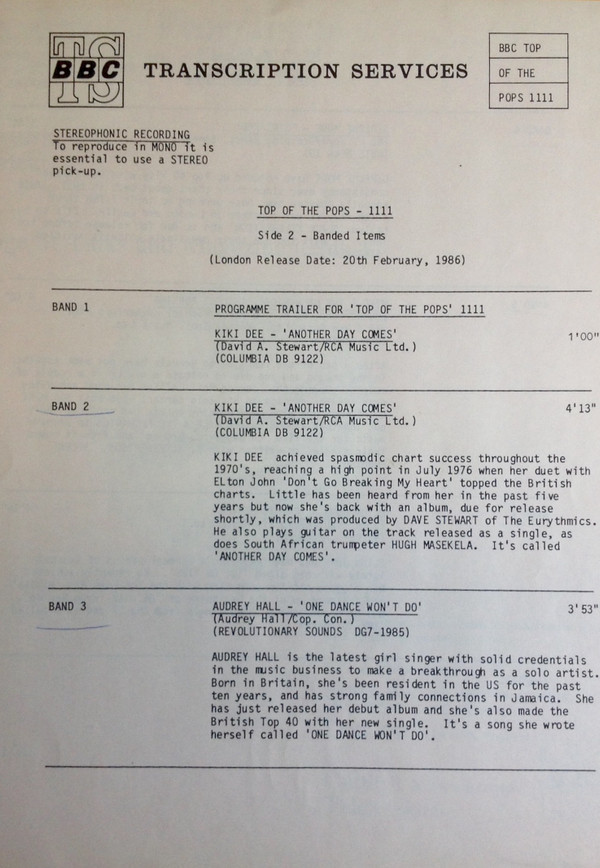 TS
BBC
TRANSCRIPTION SERVICES
BBC TOP
OF THE
POPS 1111
STEREOPHONIC RECORDING
To reproduce in MONO it is
essential to use a STEREO
pick-up.
TOP OF THE POPS - 1111
Side 2 - Banded Items
(London Release Date: 20th February, 1986)
BAND 1
PROGRAMME TRAILER FOR 'TOP OF THE POPS' 1111
KIKI DEE - 'ANOTHER DAY COMES' 1'00"
(David A. Stewart/RCA Music Ltd.)
(COLUMBIA DB 9122)
BAND 2
KIKI DEE - 'ANOTHER DAY COMES' 4'13"
(David A. Stewart/RCA Music Ltd.)
(COLUMBIA DB 9122)
KIKI DEE achieved spasmodic chart success throughout the
1970's, reaching a high point in July 1976 when her duet with
ELton John 'Don't Go Breaking My Heart' topped the British
charts. Little has been heard from her in the past five
years but now she's back with an album, due for release
shortly, which was produced by DAVE STEWART of The Eurythmics.
He also plays guitar on the track released as a single, as
does South African trumpeter HUGH MASEKELA. It's called
'ANOTHER DAY COMES'.
BAND 3
AUDREY HALL - 'ONE DANCE WON'T DO' 3'53"
(Audrey Hall/Cop. Con.)
(REVOLUTIONARY SOUNDS DG7-1985)
AUDREY HALL is the latest girl singer with solid credentials
in the music business to make a breakthrough as a solo artist.
Born in Britain, she's been resident in the US for the past
ten years, and has strong family connections in Jamaica. She
has just released her debut album and she's also made the
British Top 40 with her new single. It's a song she wrote
herself called 'ONE DANCE WON'T DO'.